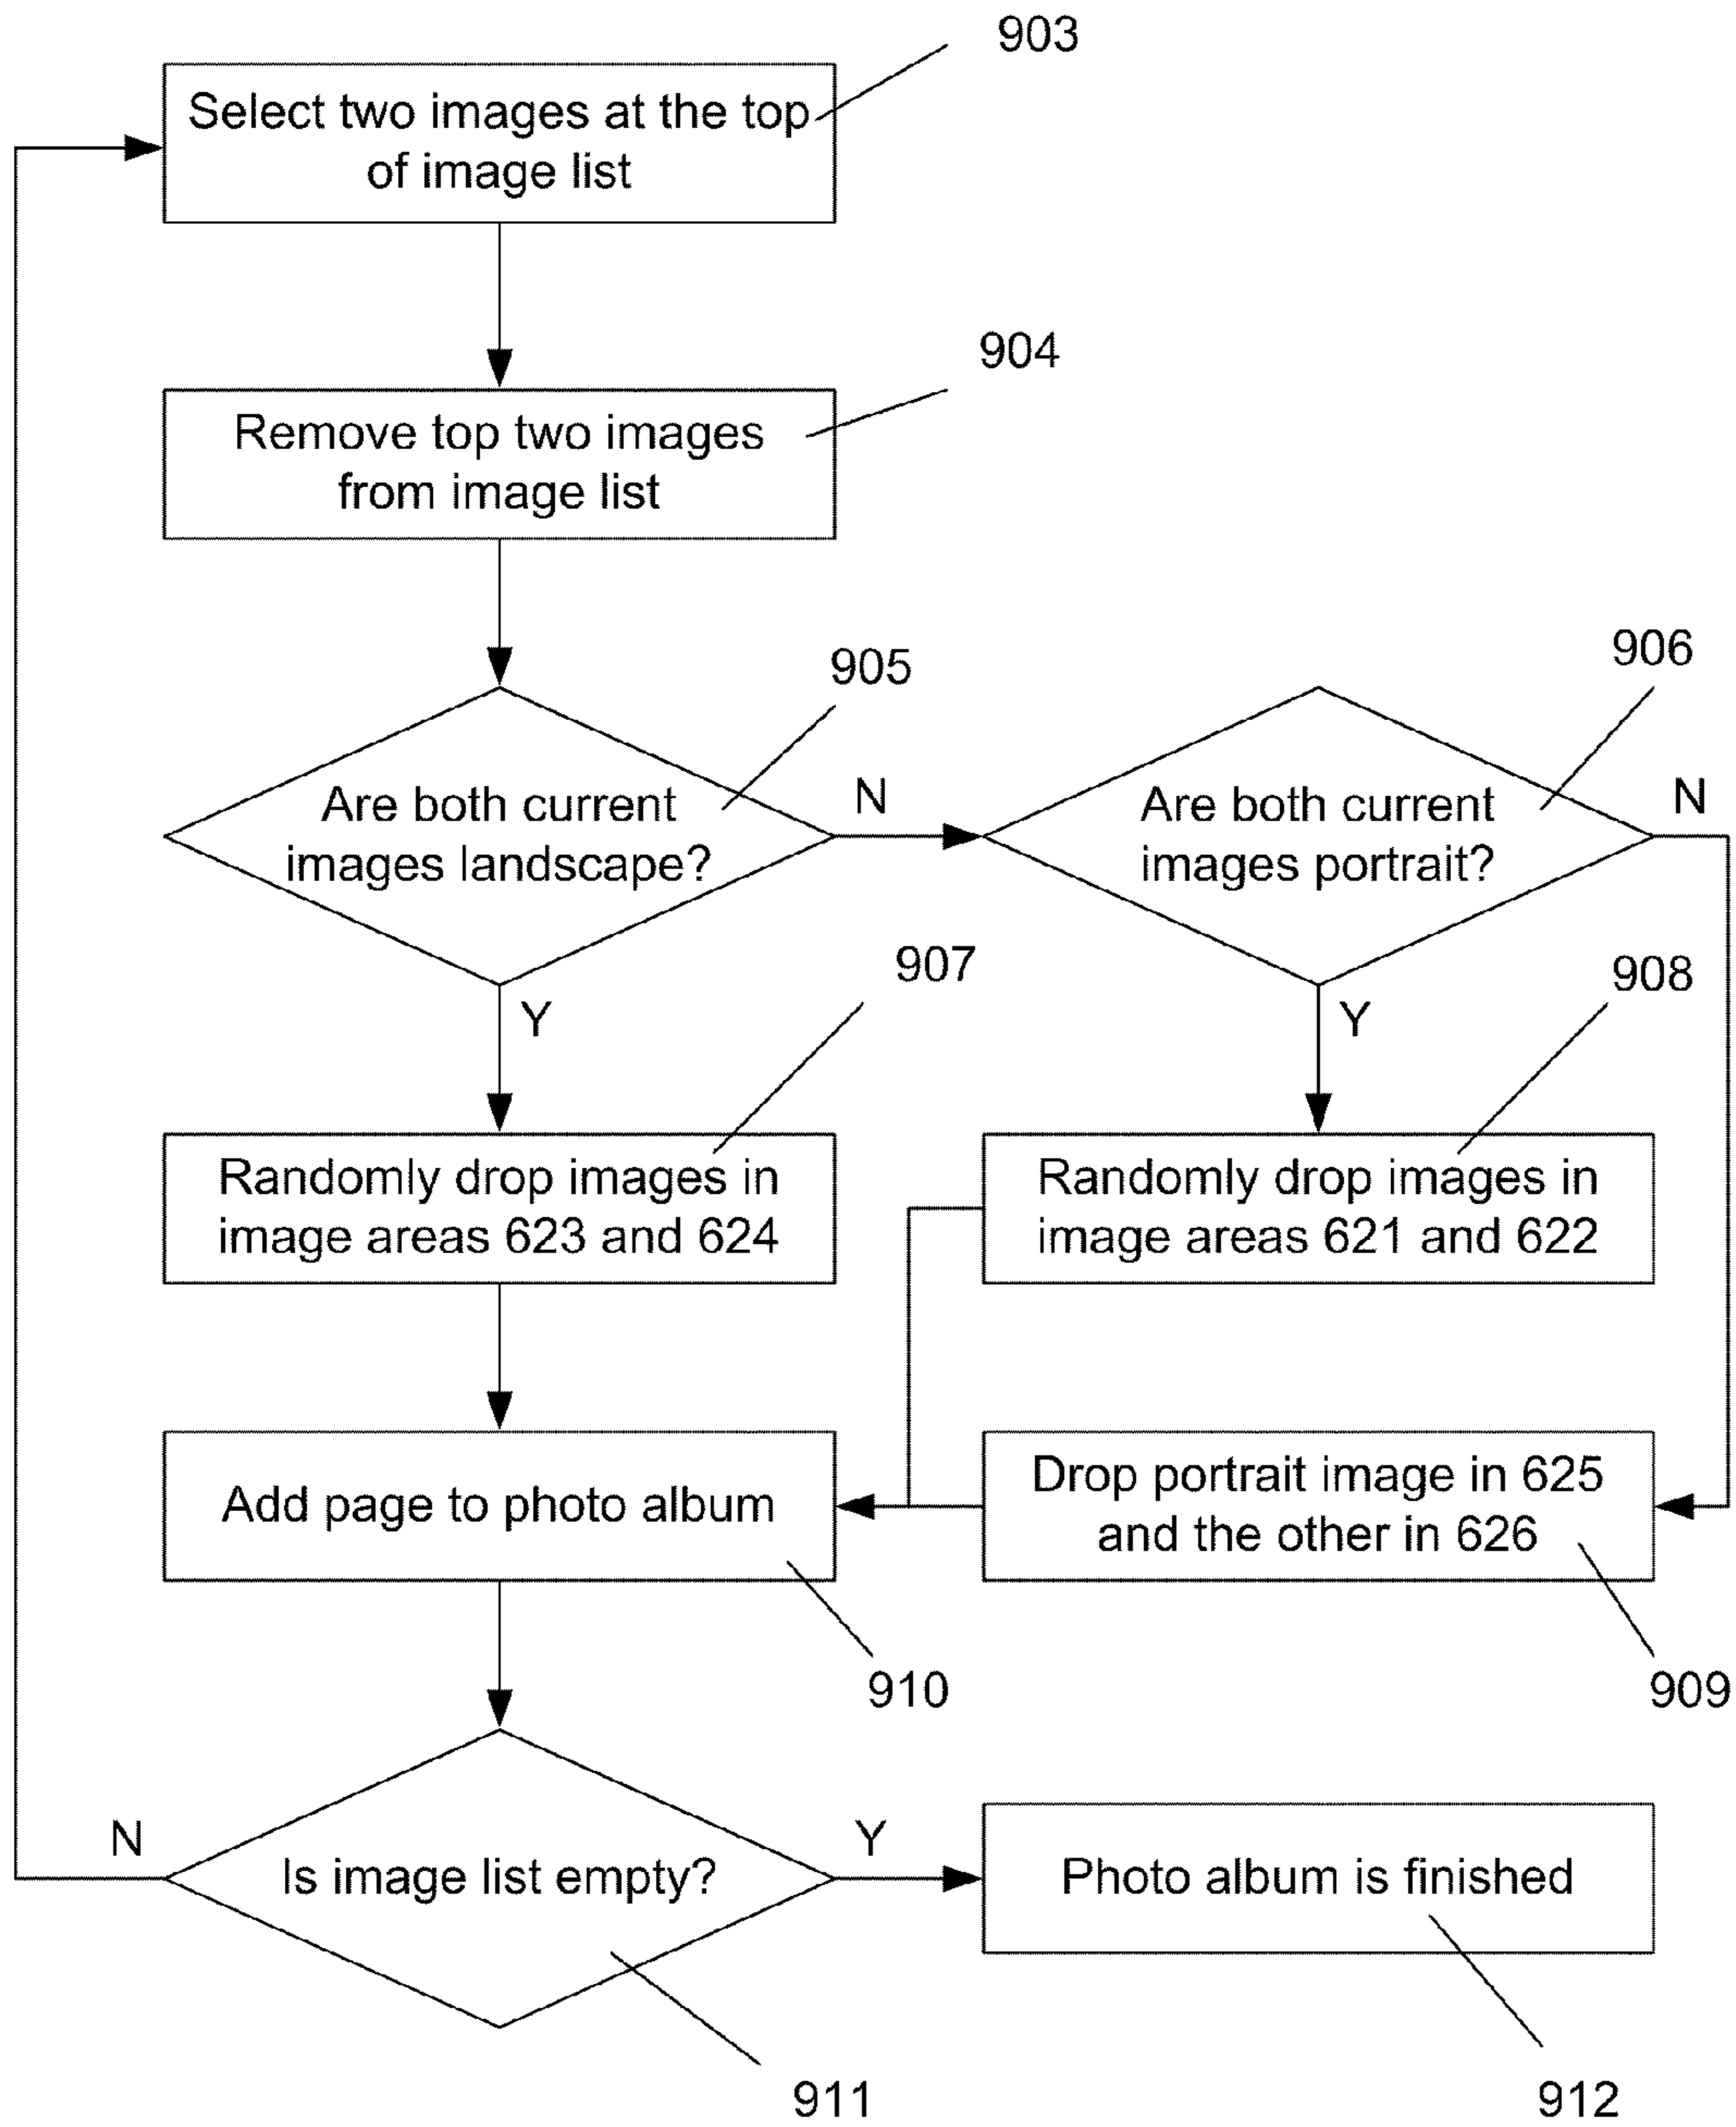 903
Select two images at the top
of image list
904
Remove top two images
from image list
905
906
Are both current
images landscape?
N
Are both current
images portrait?
N
907
908
Y
Y
Randomly drop images in
image areas 623 and 624
Randomly drop images in
image areas 621 and 622
Add page to photo album
Drop portrait image in 625
and the other in 626
910
909
N
Is image list empty?
Y
Photo album is finished
911
912